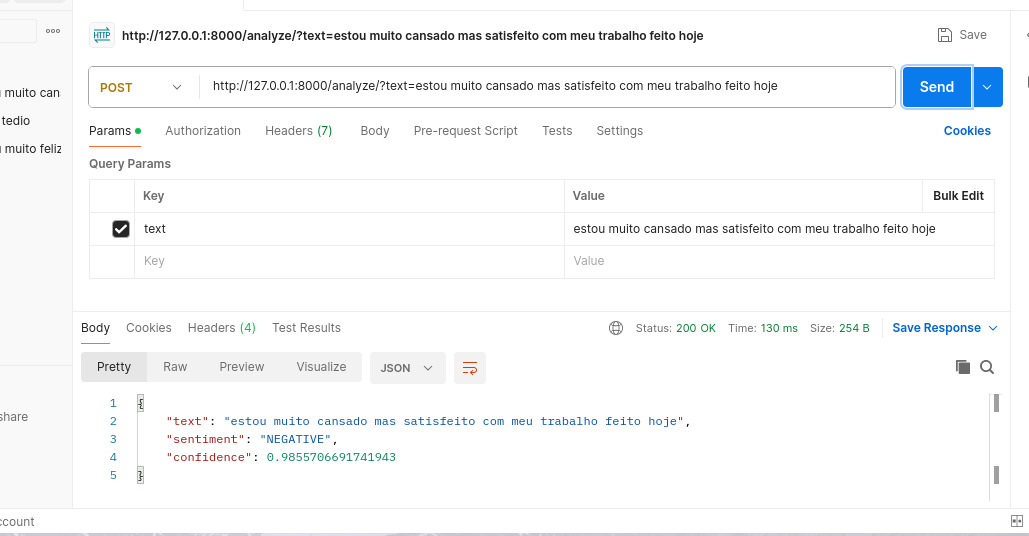 HTTP http://127.0.0.1:8000/analyze/?text=estou muito cansado mas satisfeito com meu trabalho feito hoje Save
POST http://127.0.0.1:8000/analyze/?text=estou muito cansado mas satisfeito com meu trabalho feito hoje Send
muito can
tedio
muito feliz
Params Authorization Headers (7) Body Pre-request Script Tests Settings Cookies
Query Params
Key Value Bulk Edit
text estou muito cansado mas satisfeito com meu trabalho feito hoje
Key Value
Body Cookies Headers (4) Test Results Status: 200 OK Time: 130 ms Size: 254 B Save Response
Pretty Raw Preview Visualize JSON
1 {
2 "text": "estou muito cansado mas satisfeito com meu trabalho feito hoje",
3 "sentiment": "NEGATIVE",
4 "confidence": 0.9855706691741943
5 }
share
ccount